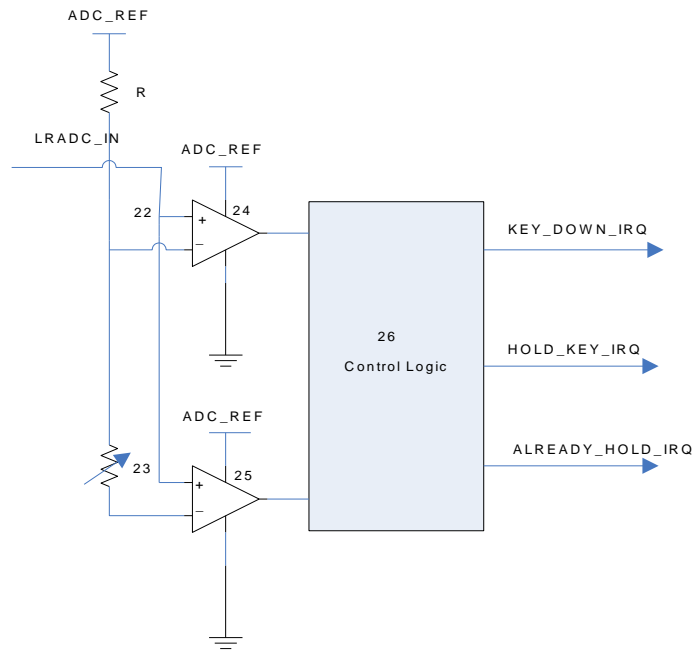 ADC_REF
R
LRADC_IN
ADC_REF
22
+
24
−
KEY_DOWN_IRQ
26
Control Logic
HOLD_KEY_IRQ
ADC_REF
ALREADY_HOLD_IRQ
23
+
25
−